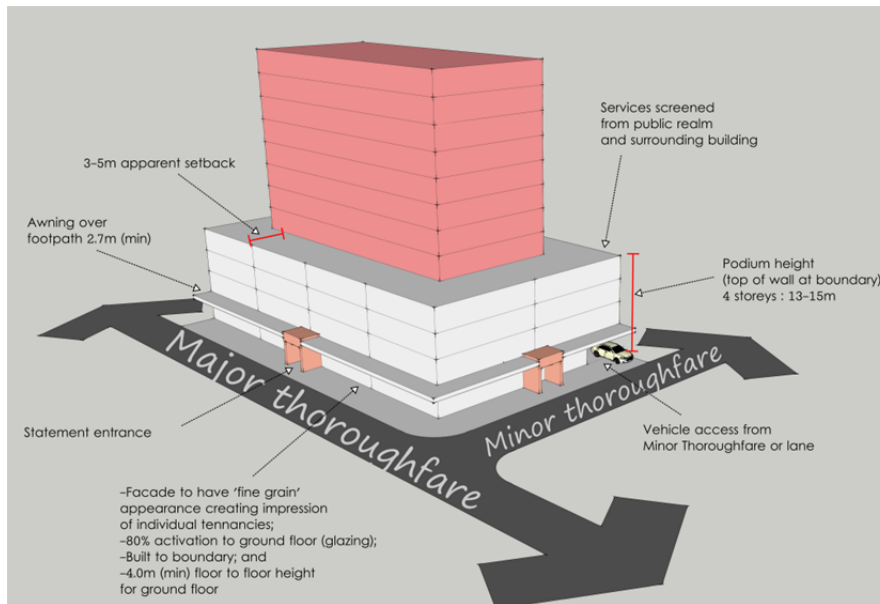 Services screened
from public realm
and surrounding building
3-5m apparent setback
Awning over
footpath 2.7m (min)
Podium height
(top of wall at boundary)
4 storeys : 13-15m
Major thoroughfare
Minor thoroughfare
Statement entrance
Vehicle access from
Minor Thoroughfare or lane
-Facade to have 'fine grain'
appearance creating impression
of individual tennancies;
-80% activation to ground floor (glazing);
-Built to boundary; and
-4.0m (min) floor to floor height
for ground floor